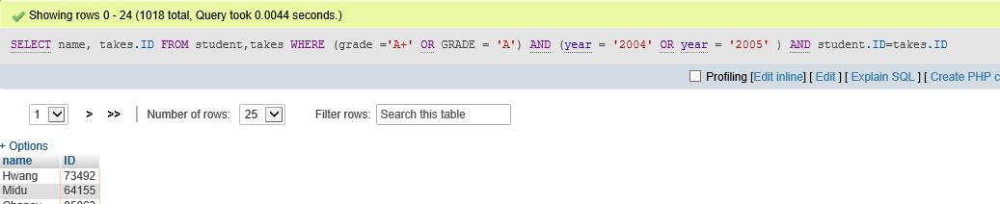 Showing rows 0 - 24 (1018 total, Query took 0.0044 seconds.)
SELECT name, takes.ID FROM student,takes WHERE (grade ='A+' OR GRADE = 'A') AND (year = '2004' OR year = '2005' ) AND student.ID=takes.ID
Profiling [Edit inline] [ Edit ] [ Explain SQL ] [ Create PHP
1 > >> Number of rows: 25 Filter rows: Search this table
+ Options
name ID
Hwang 73492
Midu 64155